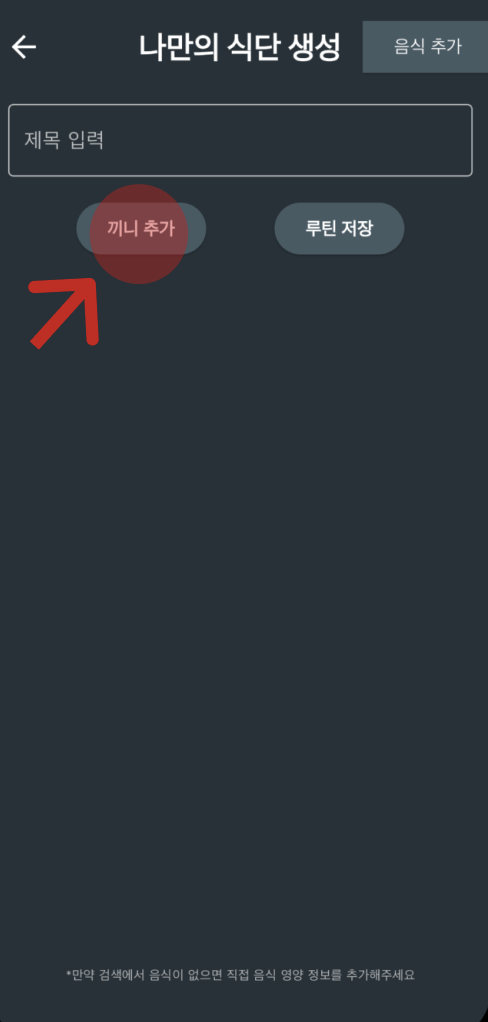 나만의 식단 생성
음식 추가
제목 입력
끼니 추가
루틴 저장
*만약 검색에서 음식이 없으면 직접 음식 영양 정보를 추가해주세요